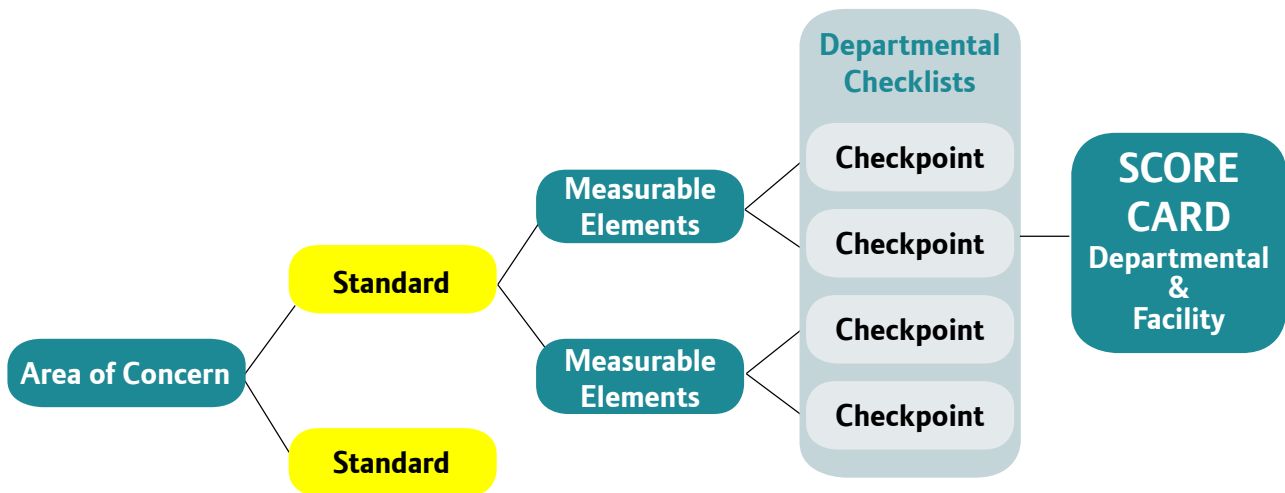 Area of Concern
Standard
Standard
Measurable
Elements
Measurable
Elements
Departmental
Checklists
Checkpoint
Checkpoint
Checkpoint
Checkpoint
SCORE
CARD
Departmental
&
Facility